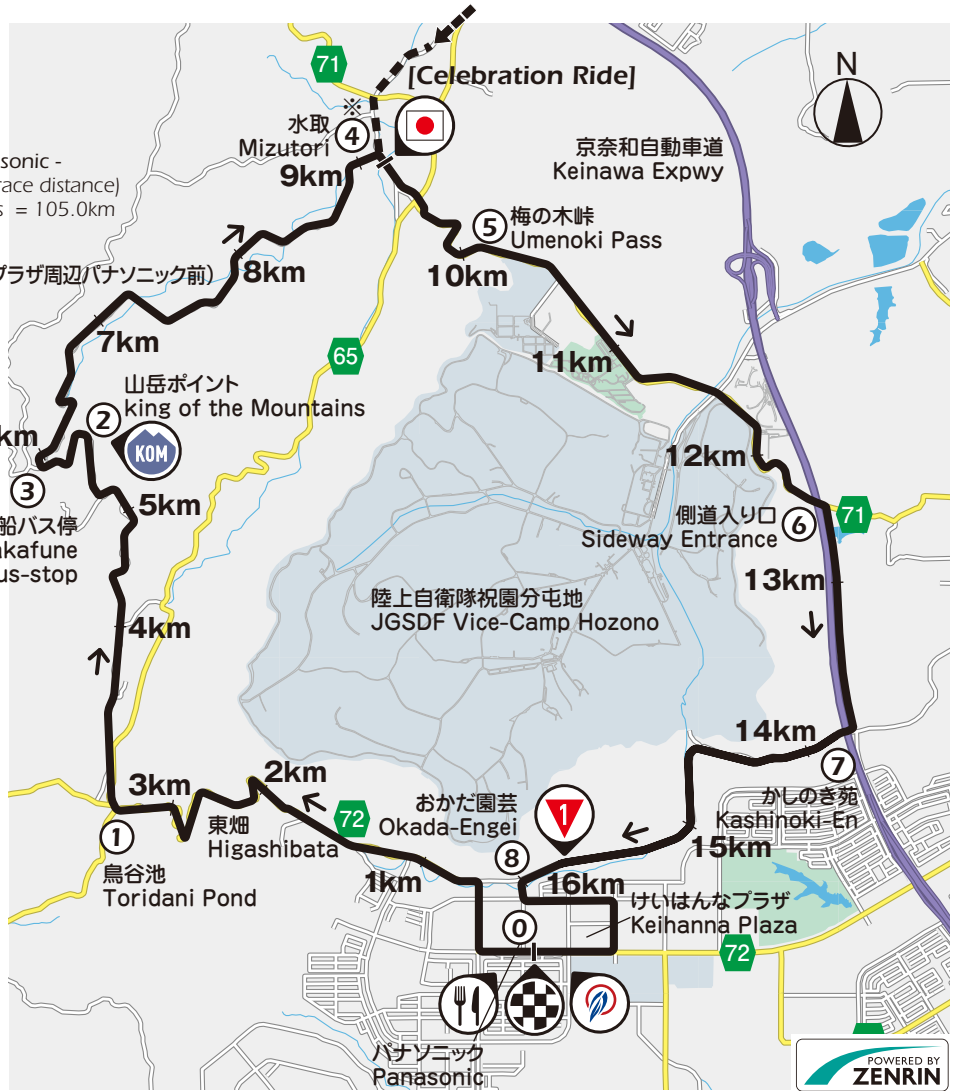 71
[Celebration Ride]
N
※
水取
④
Mizutori
9km
京奈和自動車道
Keinawa Expwy
sonic -
race distance)
s = 105.0km
⑤
梅の木峠
Umenoki Pass
10km
8km
プラザ周辺パナソニック前)
7km
65
11km
山岳ポイント
king of the Mountains
②
KOM
km
③
5km
12km
船バス停
akafune
us-stop
側道入り口
Sideway Entrance
⑥
71
13km
陸上自衛隊祝園分屯地
JGSDF Vice-Camp Hozono
4km
14km
⑦
かしのき苑
Kashinoki-En
3km
2km
①
鳥谷池
Toridani Pond
東畑
Higashibata
72
おかだ園芸
Okada-Engei
1
15km
⑧
1km
16km
けいはんなプラザ
Keihanna Plaza
0
72
パナソニック
Panasonic
POWERED BY
ZENRIN